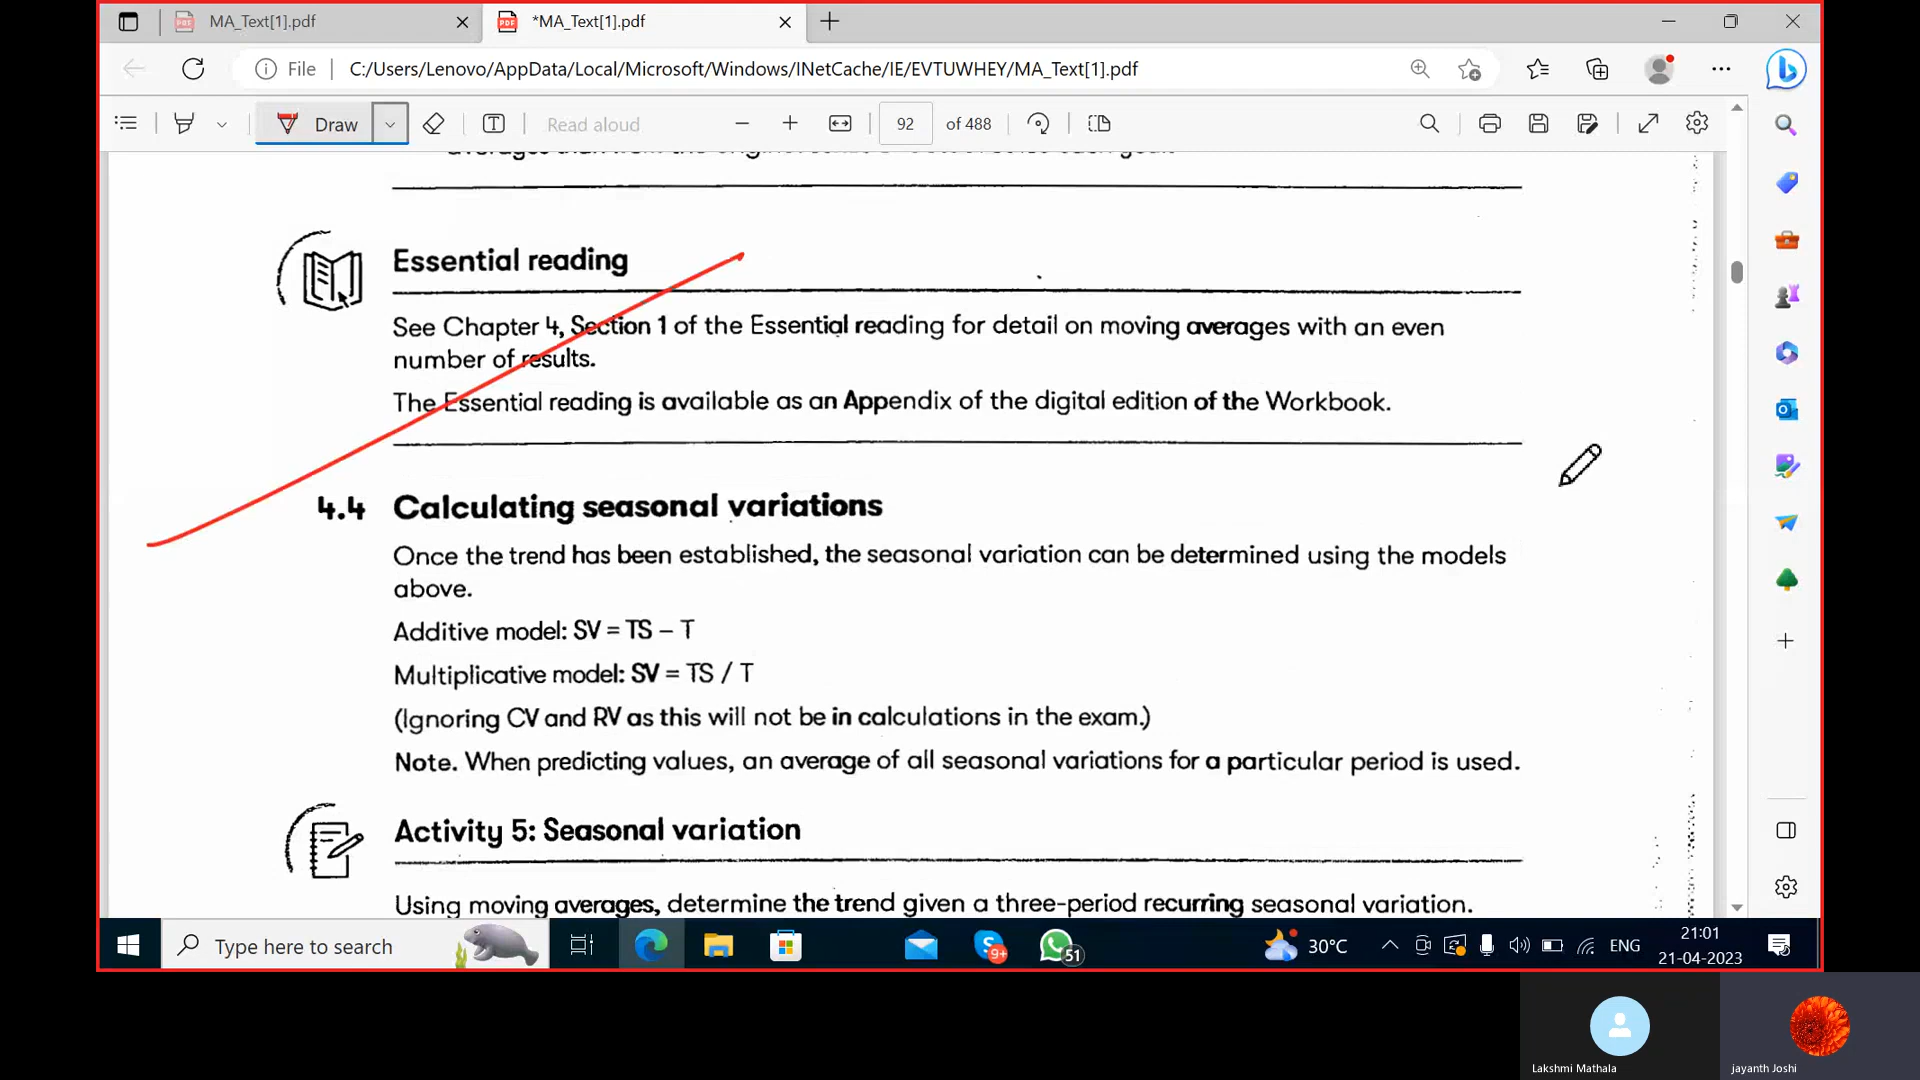 MA_Text[1].pdf
*MA_Text[1].pdf
File
C:/Users/Lenovo/AppData/Local/Microsoft/Windows/INetCache/IE/EVTUWHEY/MA_Text[1].pdf
Draw
Read aloud
92 of 488
Essential reading
See Chapter 4, Section 1 of the Essential reading for detail on moving averages with an even
number of results.
The Essential reading is available as an Appendix of the digital edition of the Workbook.
4.4 Calculating seasonal variations
Once the trend has been established, the seasonal variation can be determined using the models
above.
Additive model: SV = TS – T
Multiplicative model: SV = TS / T
(Ignoring CV and RV as this will not be in calculations in the exam.)
Note. When predicting values, an average of all seasonal variations for a particular period is used.
Activity 5: Seasonal variation
Using moving averages, determine the trend given a three-period recurring seasonal variation.
Type here to search
9+
51
30°C
ENG
21:01
21-04-2023
Lakshmi Mathala
jayanth Joshi